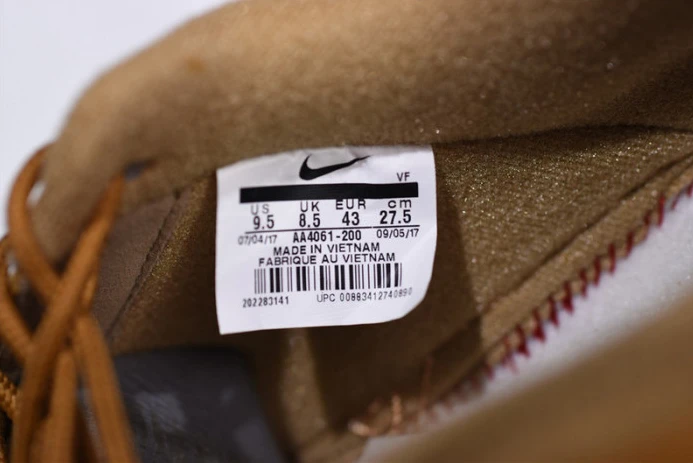 VF
US UK EUR cm
9.5 8.5 43 27.5
07/04/17 AA4061-200 09/05/17
MADE IN VIETNAM
FABRIQUE AU VIETNAM
202283141 UPC 00883412740890